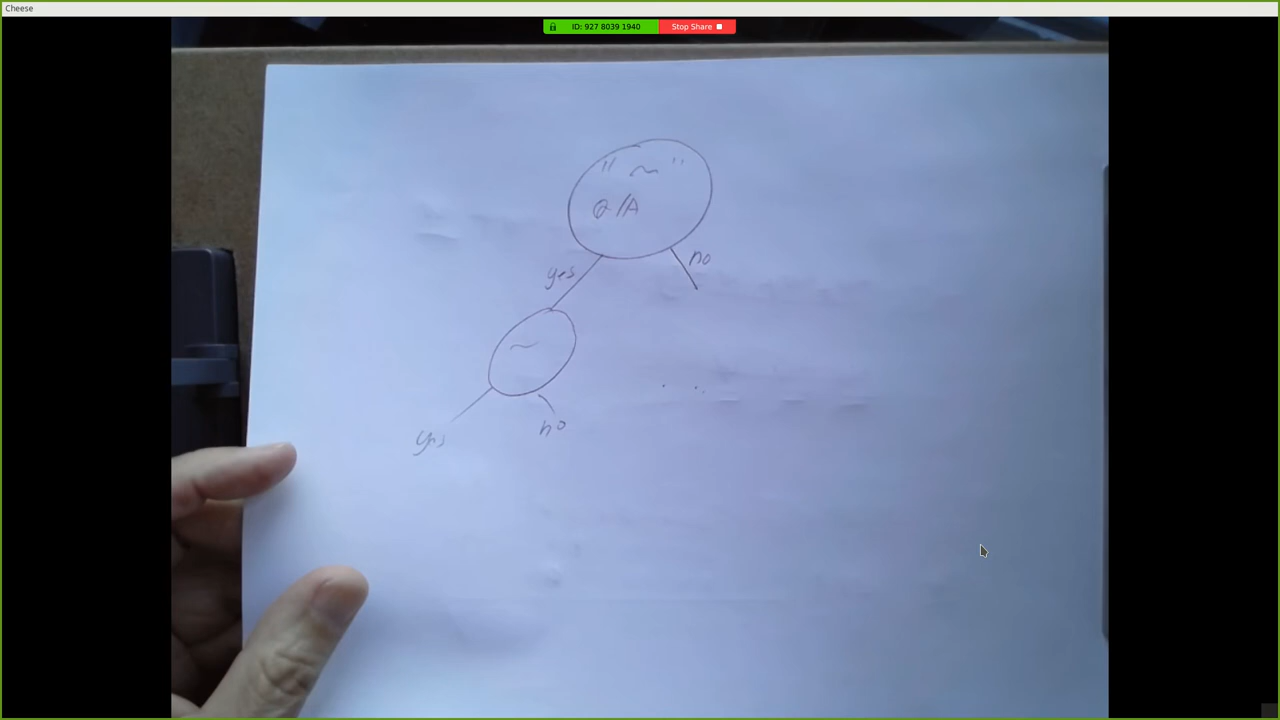 Cheese
ID: 927 8039 1940 Stop Share
" ~ "
Q/A
yes no
~
yes no